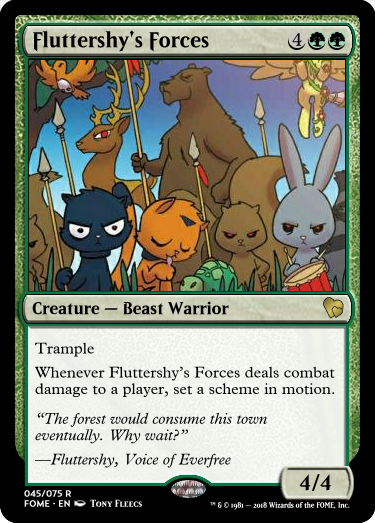 Fluttershy's Forces 4
Creature — Beast Warrior
Trample
Whenever Fluttershy's Forces deals combat
damage to a player, set a scheme in motion.
“The forest would consume this town
eventually. Why wait?”
—Fluttershy, Voice of Everfree
4/4
045/075 R
FOME • EN Tony Fleecs
™ & © 1981 — 2018 Wizards of the FOME, Inc.